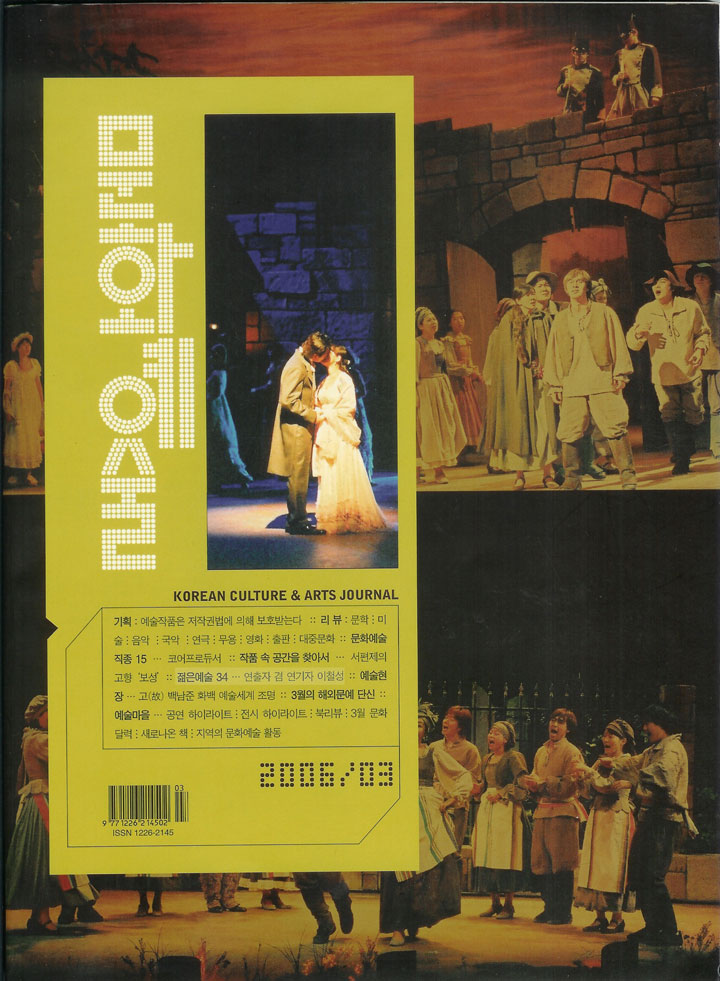 문화예술
KOREAN CULTURE & ARTS JOURNAL
기획 : 예술작품은 저작권법에 의해 보호받는다 :: 리뷰 : 문학 ⋮ 미
술 ⋮ 음악 ⋮ 국악 ⋮ 연극 ⋮ 무용 ⋮ 영화 ⋮ 출판 ⋮ 대중문화 :: 문화예술
직종 15 … 코어프로듀서 :: 작품 속 공간을 찾아서 … 서편제의
고향 '보성' :: 젊은예술 34 … 연출자 겸 연기자 이철성 :: 예술현
장 … 고(故) 백남준 화백 예술세계 조명 :: 3월의 해외문예 단신 ::
예술마을 … 공연 하이라이트 ⋮ 전시 하이라이트 ⋮ 북리뷰 ⋮ 3월 문화
달력 ⋮ 새로나온 책 ⋮ 지역의 문화예술 활동
2006/03
03
9 771226 214502
ISSN 1226-2145